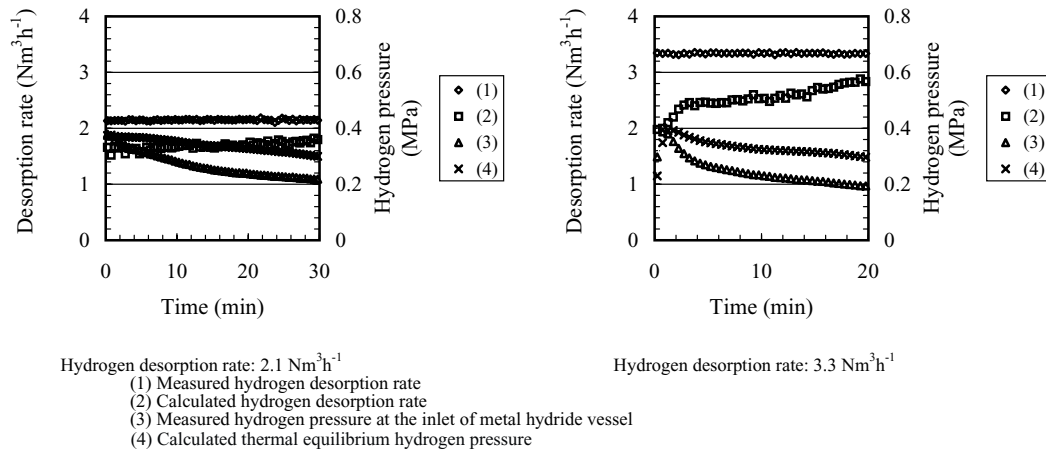 4
3
2
1
0
Desorption rate (Nm³h⁻¹)
0.8
0.6
0.4
0.2
0
Hydrogen pressure
(MPa)
0 10 20 30
Time (min)
(1)
(2)
(3)
(4)
4
3
2
1
0
Desorption rate (Nm³h⁻¹)
0.8
0.6
0.4
0.2
0
Hydrogen pressure
(MPa)
0 10 20
Time (min)
(1)
(2)
(3)
(4)
Hydrogen desorption rate: 2.1 Nm³h⁻¹
Hydrogen desorption rate: 3.3 Nm³h⁻¹
(1) Measured hydrogen desorption rate
(2) Calculated hydrogen desorption rate
(3) Measured hydrogen pressure at the inlet of metal hydride vessel
(4) Calculated thermal equilibrium hydrogen pressure